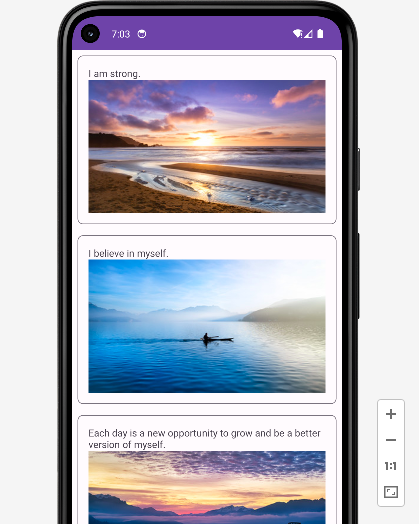 7:03
I am strong.
I believe in myself.
Each day is a new opportunity to grow and be a better
version of myself.
1:1